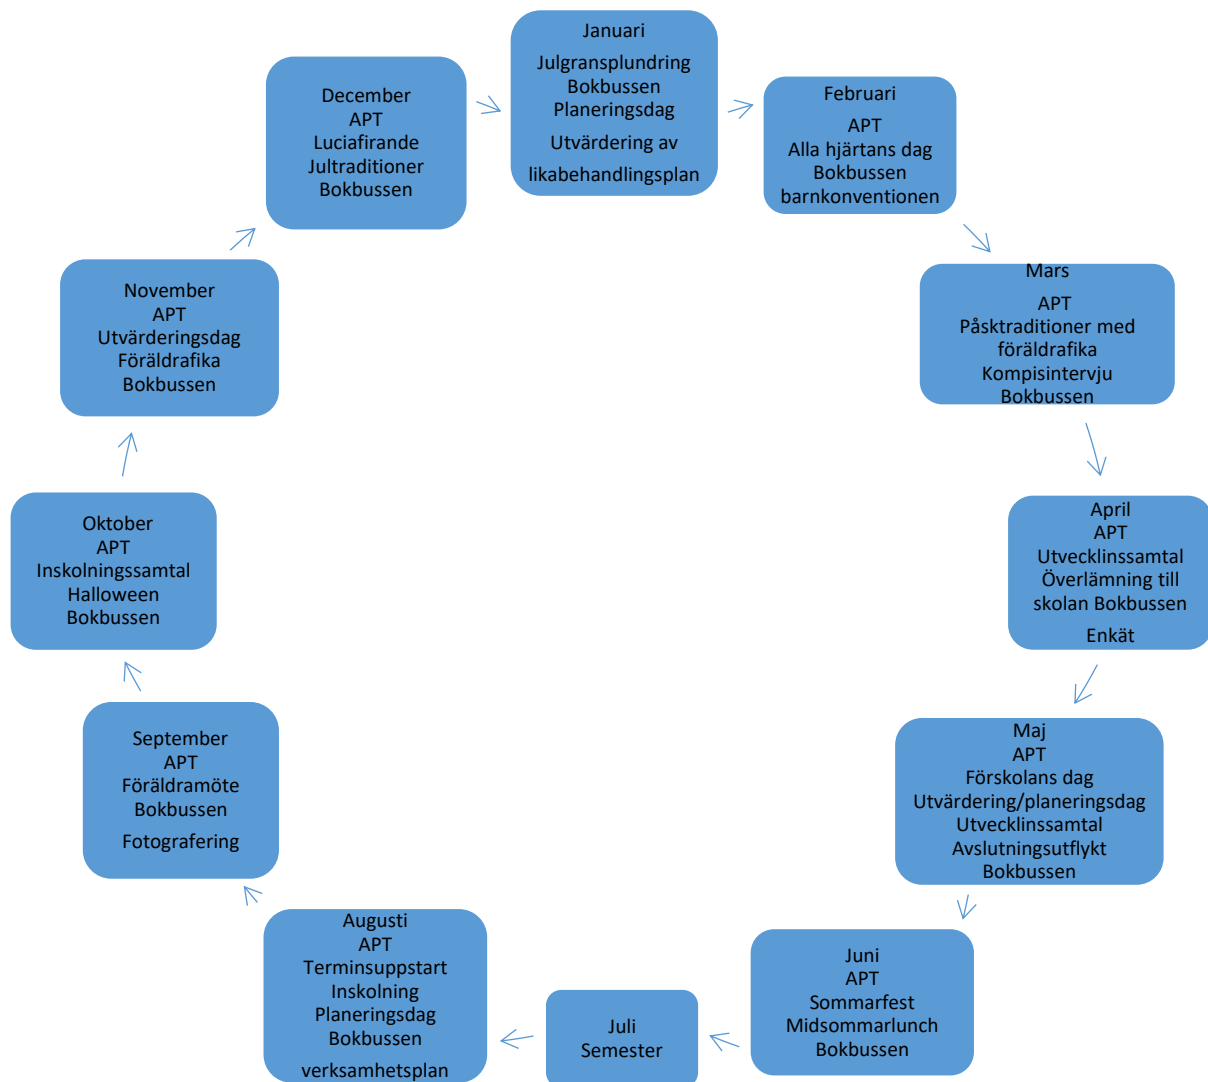 Januari
Julgransplundring
Bokbussen
Planeringsdag
Utvärdering av
likabehandlingsplan
Februari
APT
Alla hjärtans dag
Bokbussen
barnkonventionen
Mars
APT
Påsktraditioner med
föräldrafika
Kompisintervju
Bokbussen
April
APT
Utvecklinssamtal
Överlämning till
skolan Bokbussen
Enkät
Maj
APT
Förskolans dag
Utvärdering/planeringsdag
Utvecklinssamtal
Avslutningsutflykt
Bokbussen
Juni
APT
Sommarfest
Midsommarlunch
Bokbussen
Juli
Semester
Augusti
APT
Terminsuppstart
Inskolning
Planeringsdag
Bokbussen
verksamhetsplan
September
APT
Föräldramöte
Bokbussen
Fotografering
Oktober
APT
Inskolningssamtal
Halloween
Bokbussen
November
APT
Utvärderingsdag
Föräldrafika
Bokbussen
December
APT
Luciafirande
Jultraditioner
Bokbussen